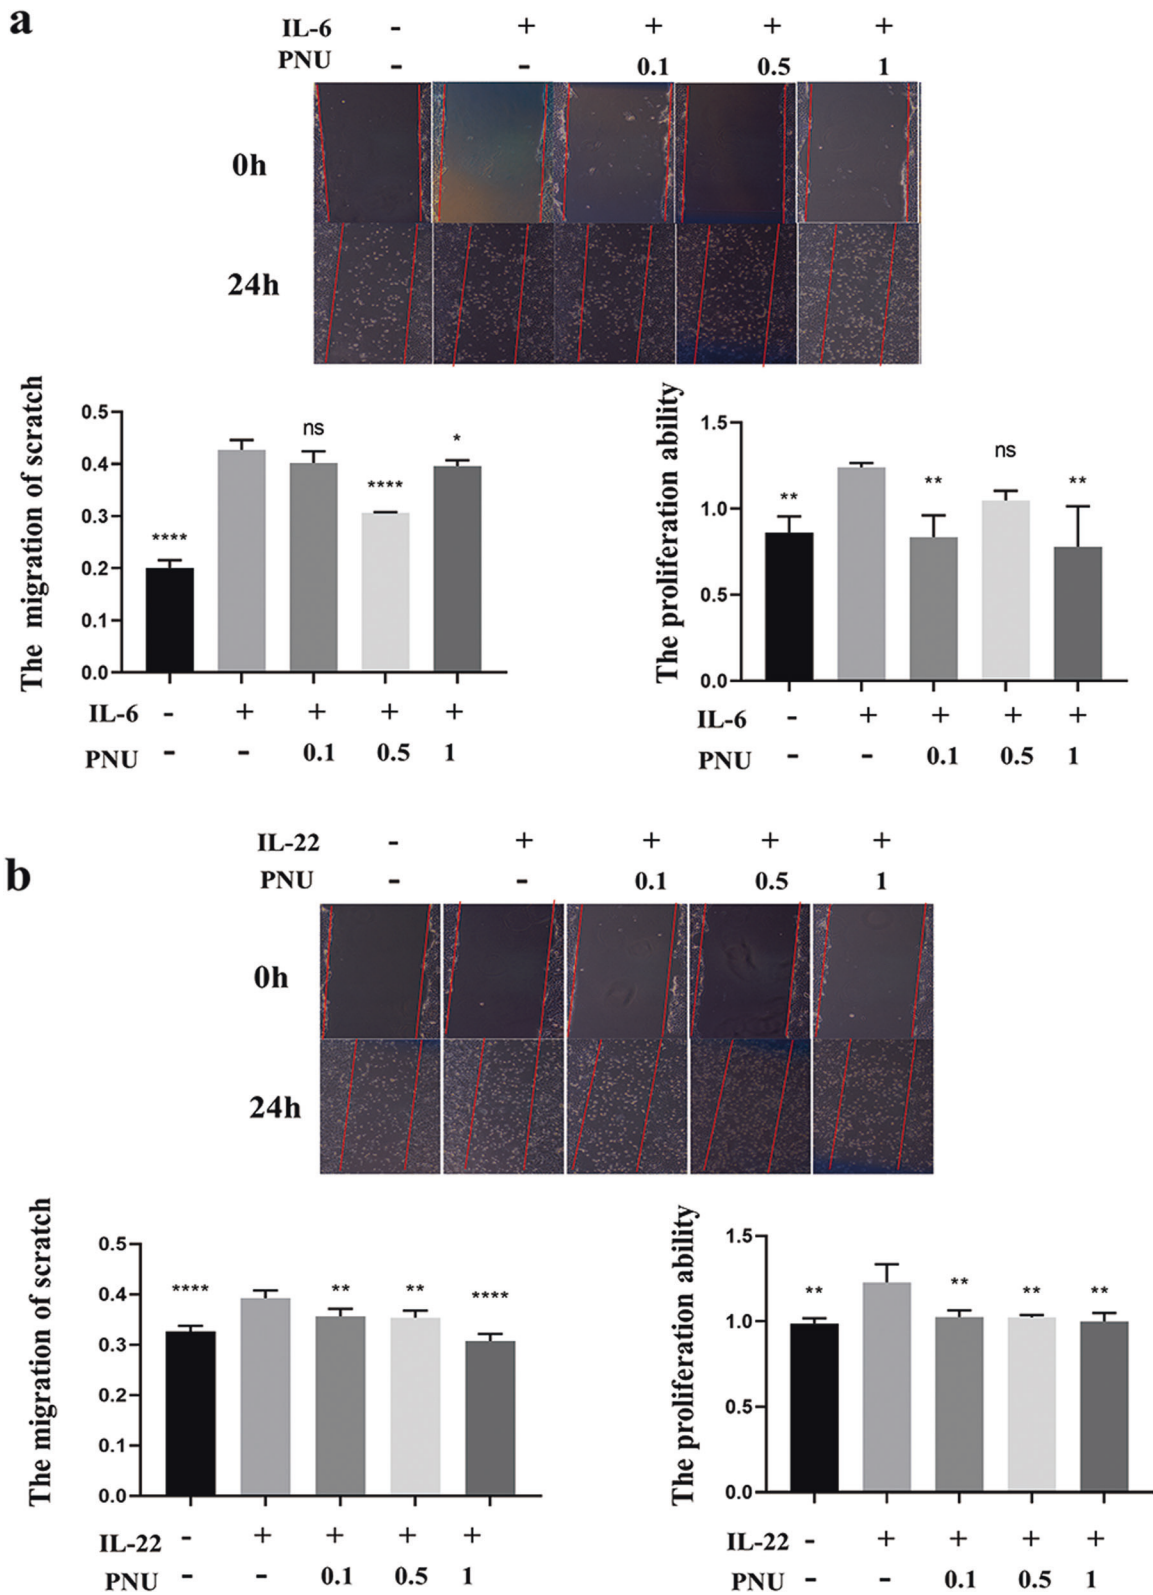 a
IL-6 - + + + +
PNU - - 0.1 0.5 1
0h
24h
The migration of scratch
0.5
0.4
0.3
0.2
0.1
0.0
**** ns **** *
IL-6 - + + + +
PNU - - 0.1 0.5 1
The proliferation ability
1.5
1.0
0.5
0.0
** ** ns **
IL-6 - + + + +
PNU - - 0.1 0.5 1
b
IL-22 - + + + +
PNU - - 0.1 0.5 1
0h
24h
The migration of scratch
0.5
0.4
0.3
0.2
0.1
0.0
**** ** ** ****
IL-22 - + + + +
PNU - - 0.1 0.5 1
The proliferation ability
1.5
1.0
0.5
0.0
** ** ** **
IL-22 - + + + +
PNU - - 0.1 0.5 1